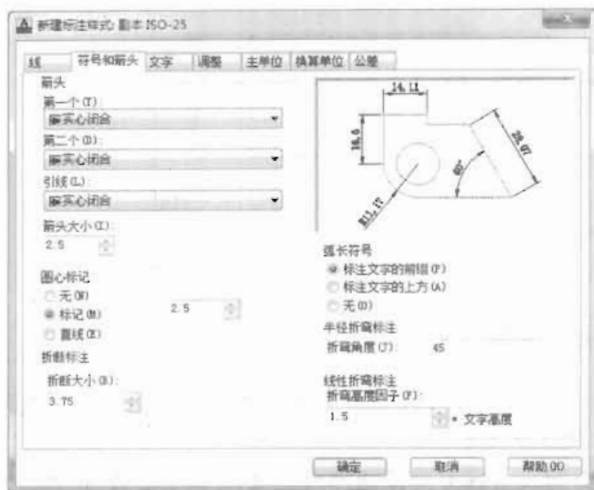 新建标注样式: 副本 ISO-25
线 符号和箭头 文字 调整 主单位 换算单位 公差
箭头
第一个(T):
实心闭合
第二个(D):
实心闭合
引线(L):
实心闭合
箭头大小(I):
2.5
圆心标记
无(N)
标记(M)
2.5
直线(E)
折断标注
折断大小(B):
3.75
14.11
16.6
28.07
60°
R11.17
弧长符号
标注文字的前缀(P)
标注文字的上方(A)
无(O)
半径折弯标注
折弯角度(J): 45
线性折弯标注
折弯高度因子(F):
1.5 * 文字高度
确定 取消 帮助(H)